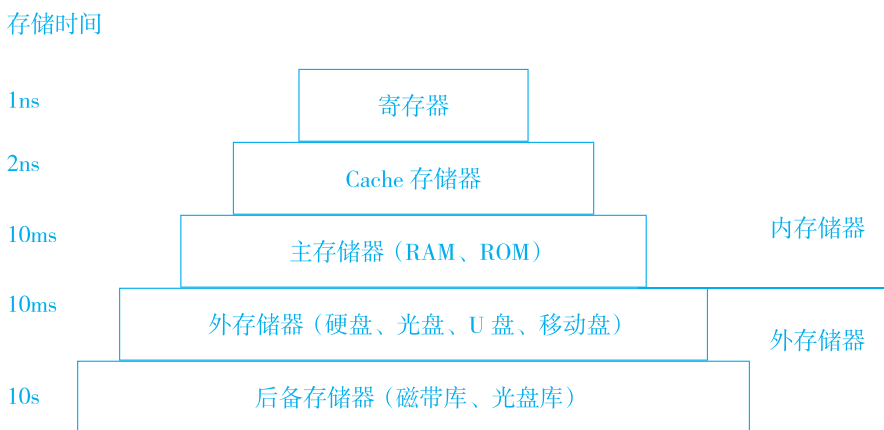 存储时间
1ns
寄存器
2ns
Cache 存储器
10ms
主存储器（RAM、ROM）
内存储器
10ms
外存储器（硬盘、光盘、U 盘、移动盘）
外存储器
10s
后备存储器（磁带库、光盘库）